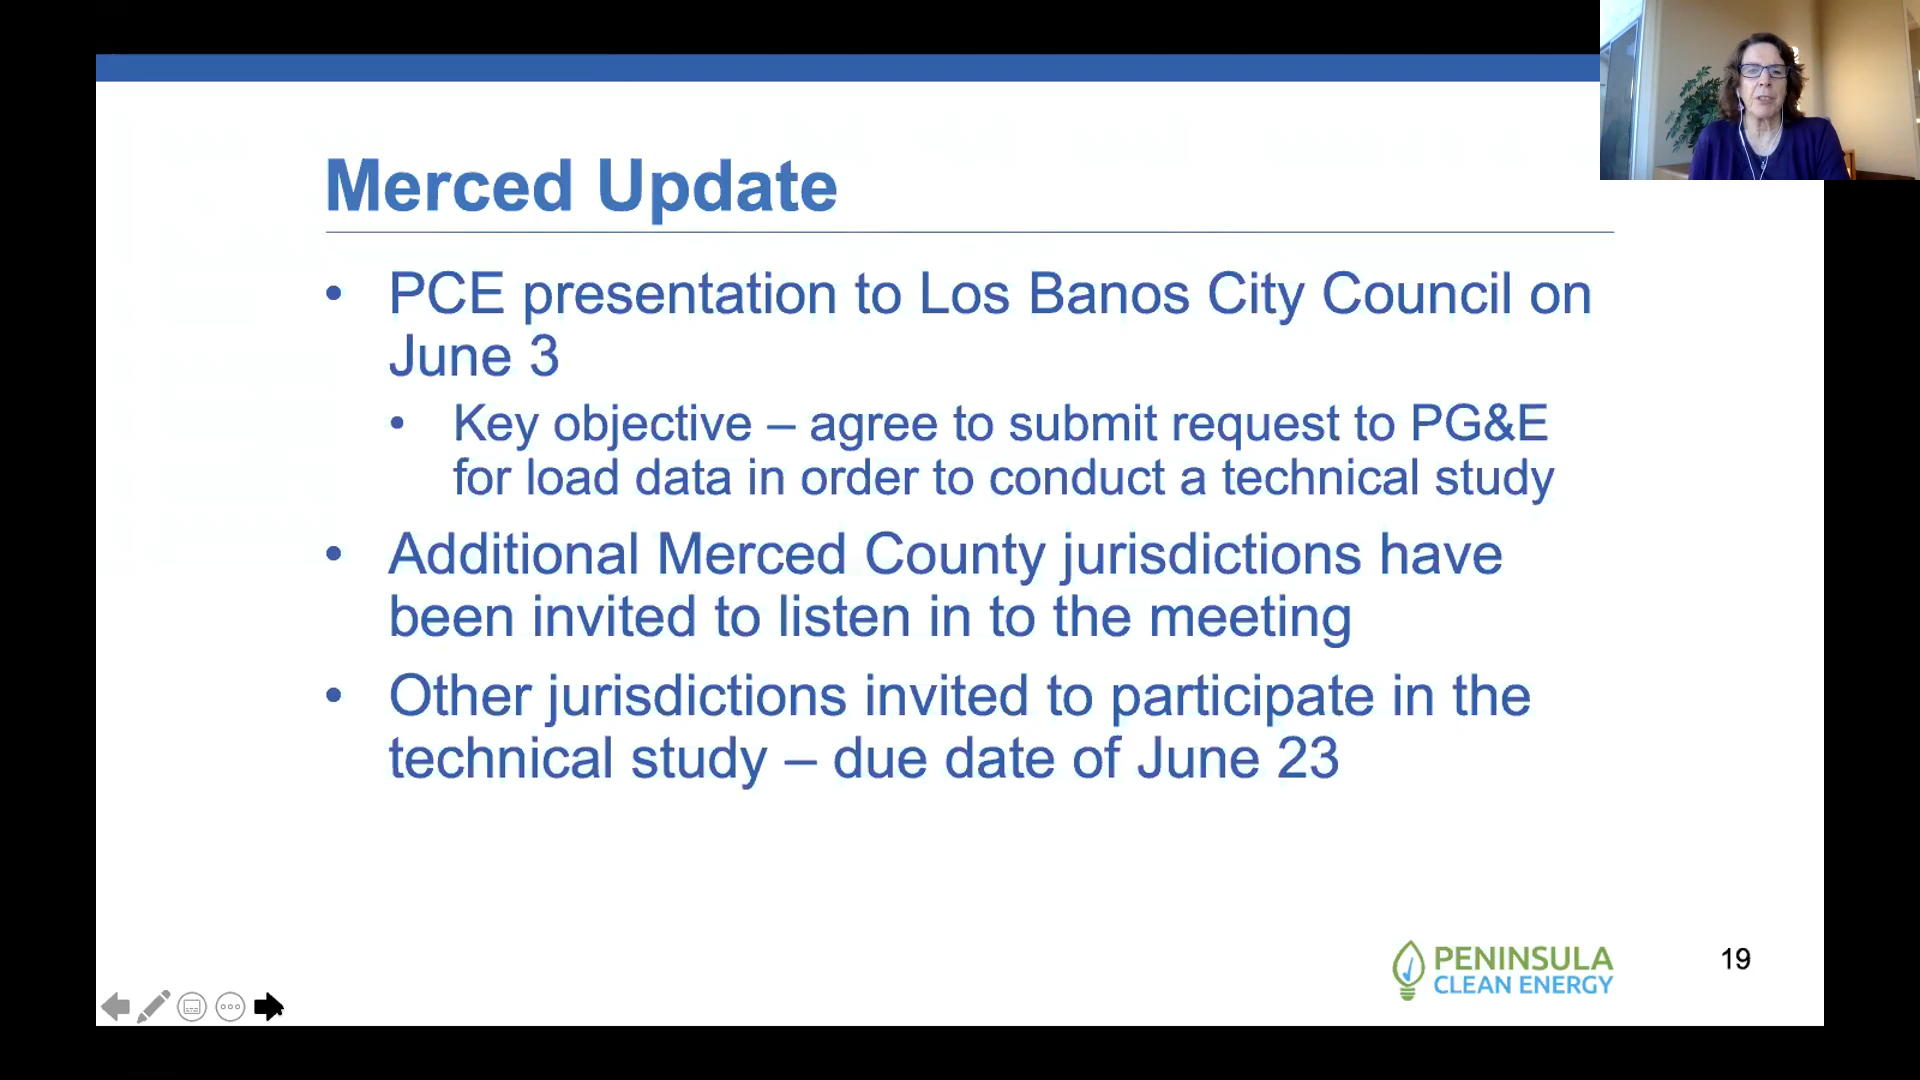 Merced Update
• PCE presentation to Los Banos City Council on
June 3
• Key objective – agree to submit request to PG&E
for load data in order to conduct a technical study
• Additional Merced County jurisdictions have
been invited to listen in to the meeting
• Other jurisdictions invited to participate in the
technical study – due date of June 23
PENINSULA
CLEAN ENERGY
19